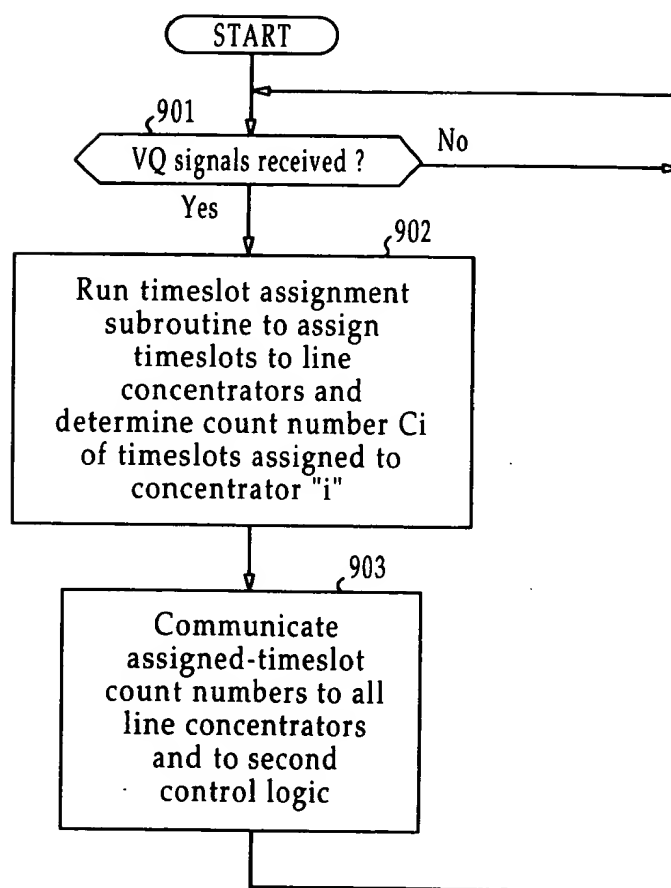 START
901
VQ signals received ?
No
Yes
902
Run timeslot assignment
subroutine to assign
timeslots to line
concentrators and
determine count number Ci
of timeslots assigned to
concentrator "i"
903
Communicate
assigned-timeslot
count numbers to all
line concentrators
and to second
control logic